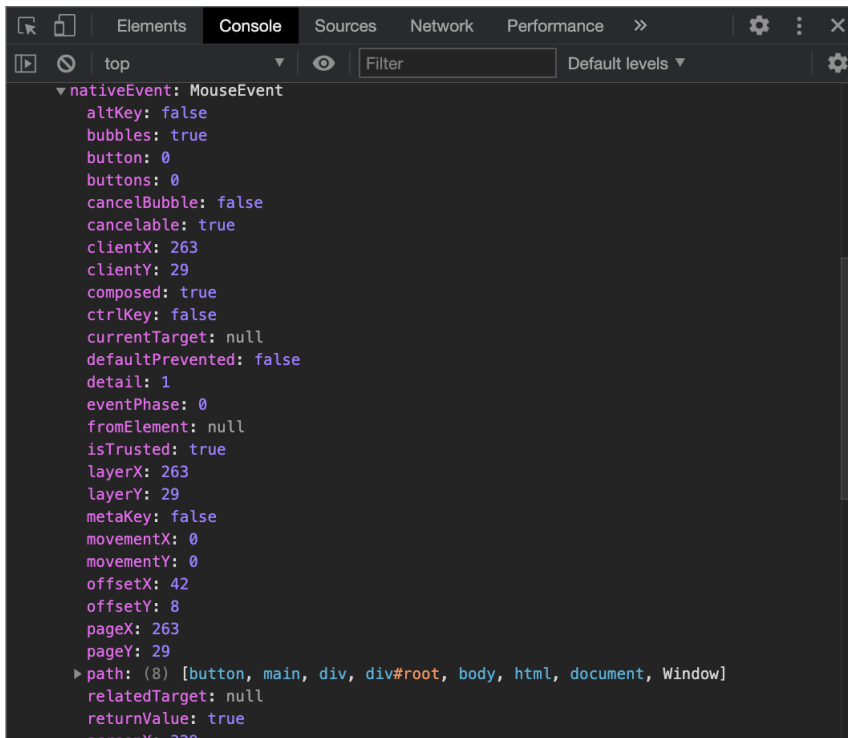 Elements Console Sources Network Performance »
top Filter Default levels
nativeEvent: MouseEvent
altKey: false
bubbles: true
button: 0
buttons: 0
cancelBubble: false
cancelable: true
clientX: 263
clientY: 29
composed: true
ctrlKey: false
currentTarget: null
defaultPrevented: false
detail: 1
eventPhase: 0
fromElement: null
isTrusted: true
layerX: 263
layerY: 29
metaKey: false
movementX: 0
movementY: 0
offsetX: 42
offsetY: 8
pageX: 263
pageY: 29
path: (8) [button, main, div, div#root, body, html, document, Window]
relatedTarget: null
returnValue: true